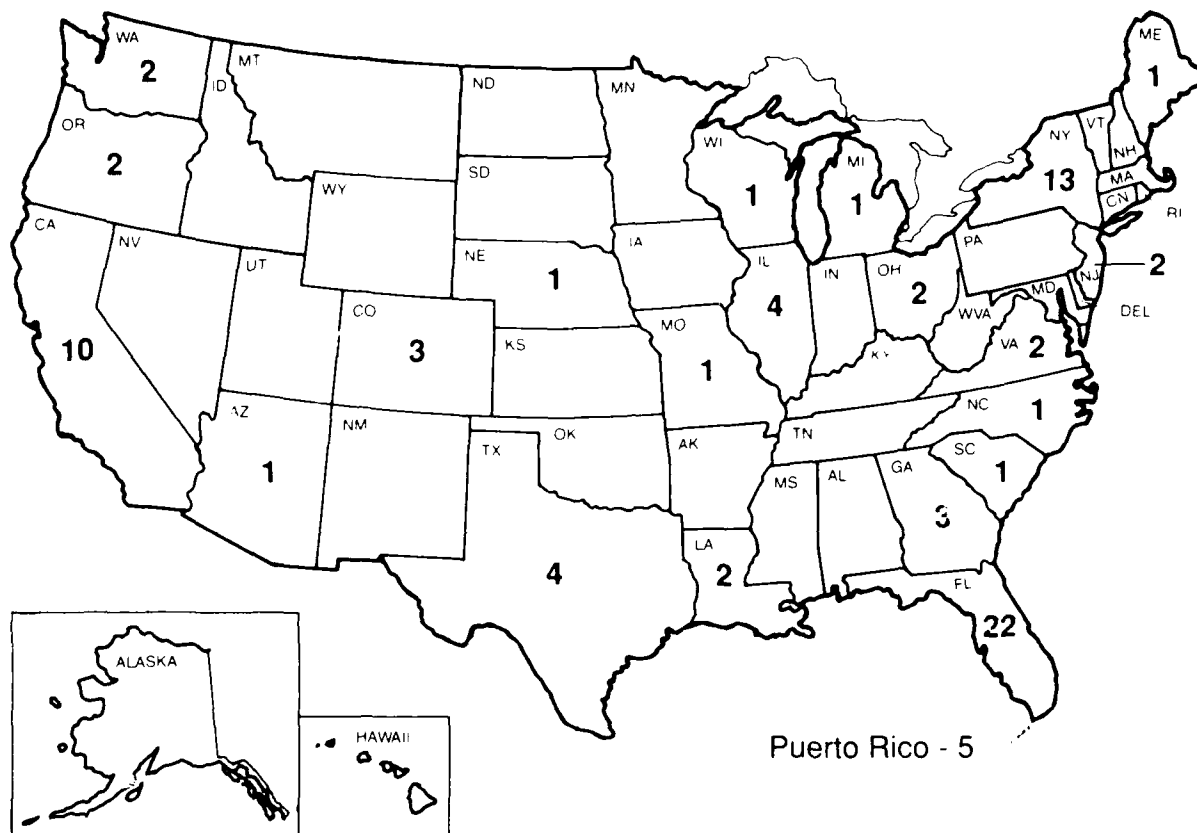 WA
2
ID
MT
ND
MN
ME
1
OR
2
WY
SD
WI
1
MI
1
NY
13
VT
NH
MA
CN
RI
CA
10
NV
UT
NE
1
IA
IL
4
IN
OH
2
PA
NJ
2
MD
DEL
WVA
VA
2
CO
3
KS
MO
1
KY
AZ
1
NM
TX
4
OK
AK
TN
NC
1
SC
1
MS
AL
GA
3
LA
2
FL
22
ALASKA
HAWAII
Puerto Rico - 5